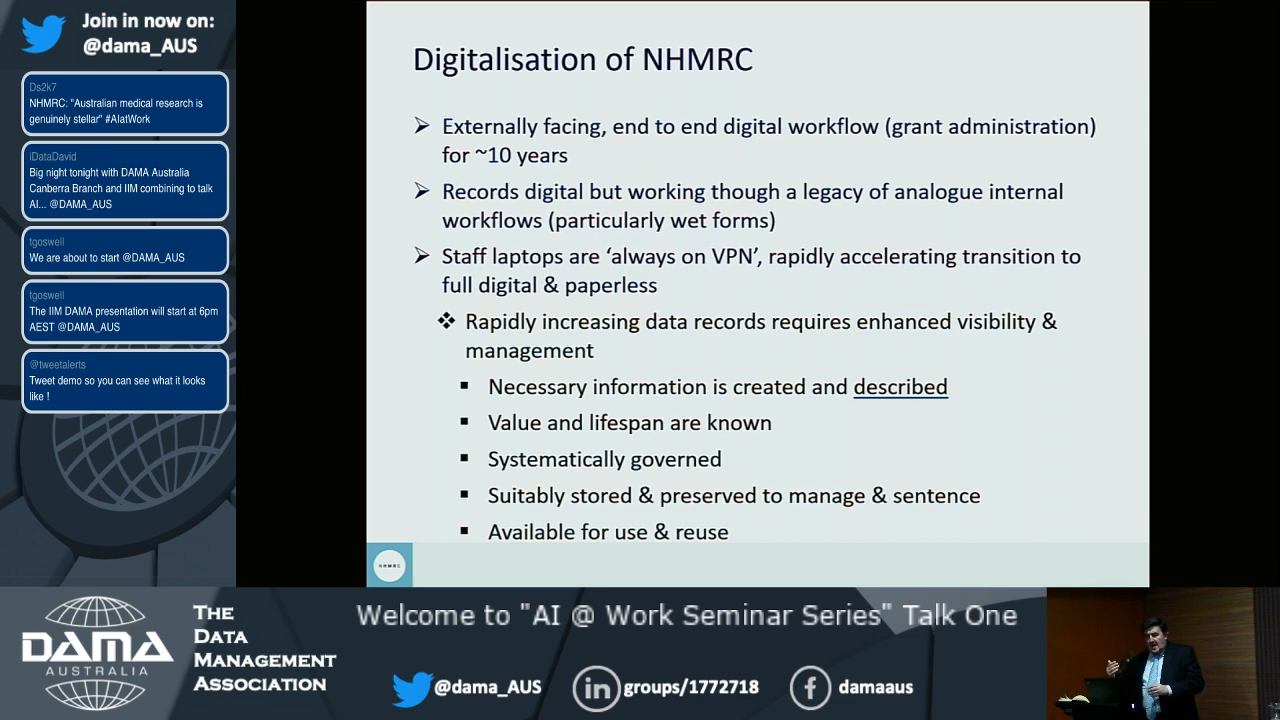 Join in now on:
@dama_AUS
Ds2k7
NHMRC: "Australian medical research is
genuinely stellar" #AIatWork
iDataDavid
Big night tonight with DAMA Australia
Canberra Branch and IIM combining to talk
AI... @DAMA_AUS
tgoswell
We are about to start @DAMA_AUS
tgoswell
The IIM DAMA presentation will start at 6pm
AEST @DAMA_AUS
@tweetalerts
Tweet demo so you can see what it looks
like !
Digitalisation of NHMRC
Externally facing, end to end digital workflow (grant administration)
for ~10 years
Records digital but working though a legacy of analogue internal
workflows (particularly wet forms)
Staff laptops are ‘always on VPN’, rapidly accelerating transition to
full digital & paperless
Rapidly increasing data records requires enhanced visibility &
management
Necessary information is created and described
Value and lifespan are known
Systematically governed
Suitably stored & preserved to manage & sentence
Available for use & reuse
NHMRC
DAMA
AUSTRALIA
THE
DATA
MANAGEMENT
ASSOCIATION
Welcome to "AI @ Work Seminar Series" Talk One
@dama_AUS
in groups/1772718
f damaaus